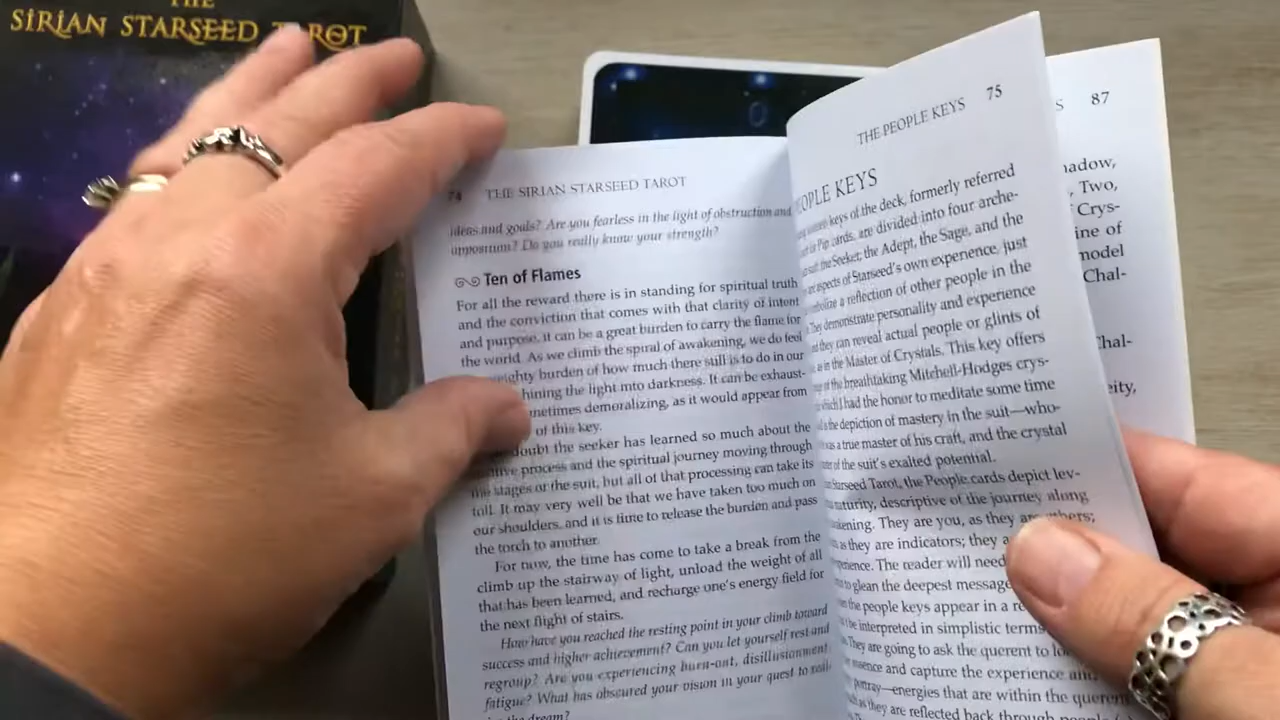 THE
SIRIAN STARSEED TAROT
74 THE SIRIAN STARSEED TAROT
ideas and goals? Are you fearless in the light of obstruction and
opposition? Do you really know your strength?
Ten of Flames
For all the reward there is in standing for spiritual truth
and the conviction that comes with that clarity of intent
and purpose, it can be a great burden to carry the flame for
the world. As we climb the spiral of awakening, we do feel
burden of how much there still is to do in our
the light into darkness. It can be exhaust-
demoralizing, as it would appear from
of this key.
doubt the seeker has learned so much about the
process and the spiritual journey moving through
the stages of the suit, but all of that processing can take its
toll. It may very well be that we have taken too much on
our shoulders, and it is time to release the burden and pass
the torch to another.
For now, the time has come to take a break from the
climb up the stairway of light, unload the weight of all
that has been learned, and recharge one's energy field for
the next flight of stairs.
How have you reached the resting point in your climb toward
success and higher achievement? Can you let yourself rest and
regroup? Are you experiencing burn-out, disillusionment
fatigue? What has obscured your vision in your quest to
the dream?
THE PEOPLE KEYS 75
KEYS
keys of the deck, formerly referred
Pip cards, are divided into four arche-
the Seeker, the Adept, the Sage, and the
aspects of Starseed's own experience, just
a reflection of other people in the
They demonstrate personality and experience
they can reveal actual people or glints of
as in the Master of Crystals. This key offers
of the breathtaking Mitchell-Hodges crys-
which I had the honor to meditate some time
is the depiction of mastery in the suit—who-
was a true master of his craft, and the crystal
of the suit's exalted potential.
Starseed Tarot, the People cards depict lev-
maturity, descriptive of the journey along
They are you, as they are
as they are indicators; they
The reader will need
to glean the deepest
the people keys appear in a
be interpreted in simplistic terms
They are going to ask the querent to
essence and capture the experience
portray—energies that are within the querent
as they are reflected back through
S 87
Two,
Crys-
of
model
Chal-